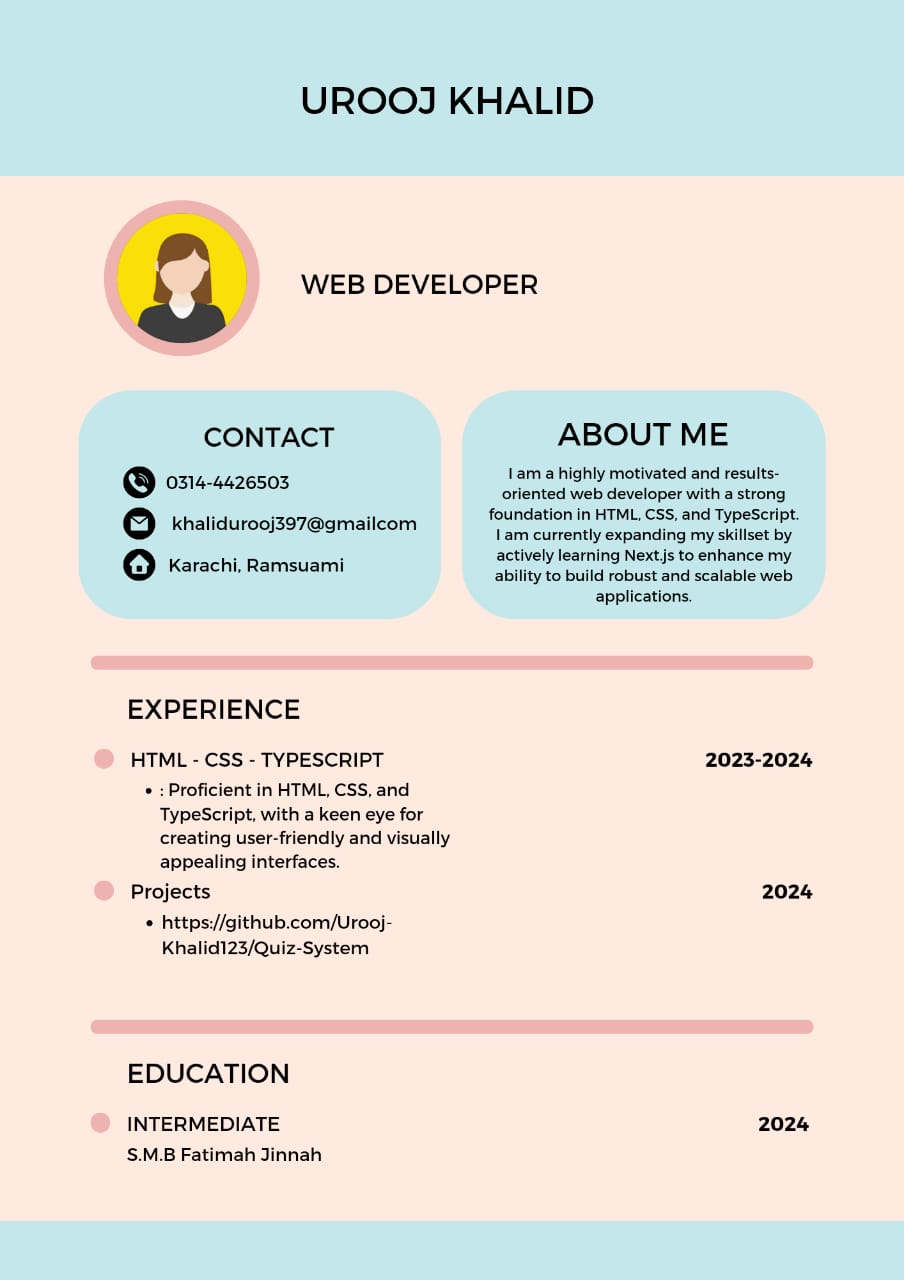 UROOJ KHALID
WEB DEVELOPER
CONTACT
0314-4426503
khalidurooj397@gmailcom
Karachi, Ramsuami
ABOUT ME
I am a highly motivated and results-
oriented web developer with a strong
foundation in HTML, CSS, and TypeScript.
I am currently expanding my skillset by
actively learning Next.js to enhance my
ability to build robust and scalable web
applications.
EXPERIENCE
HTML - CSS - TYPESCRIPT 2023-2024
• : Proficient in HTML, CSS, and
TypeScript, with a keen eye for
creating user-friendly and visually
appealing interfaces.
Projects 2024
• https://github.com/Urooj-
Khalid123/Quiz-System
EDUCATION
INTERMEDIATE 2024
S.M.B Fatimah Jinnah